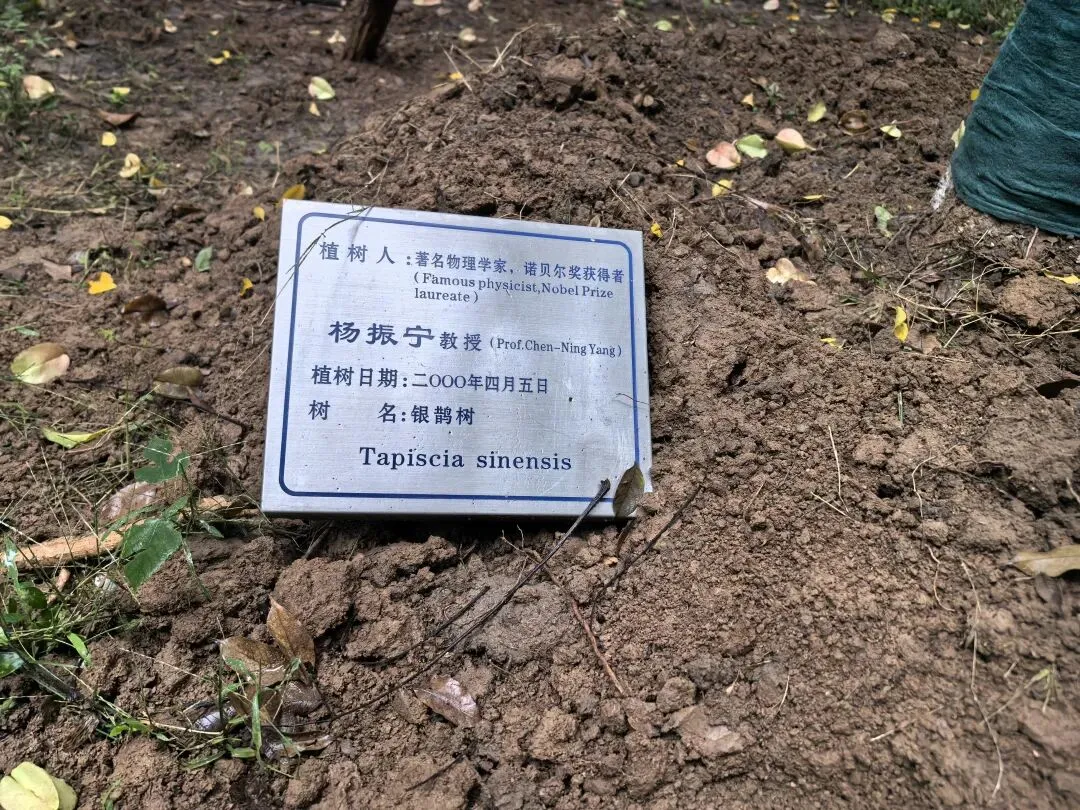 植树人：著名物理学家，诺贝尔奖获得者
(Famous physicist,Nobel Prize
laureate)
杨振宁教授(Prof.Chen-Ning Yang)
植树日期：二OOO年四月五日
树　　名：银鹊树
Tapiscia sinensis